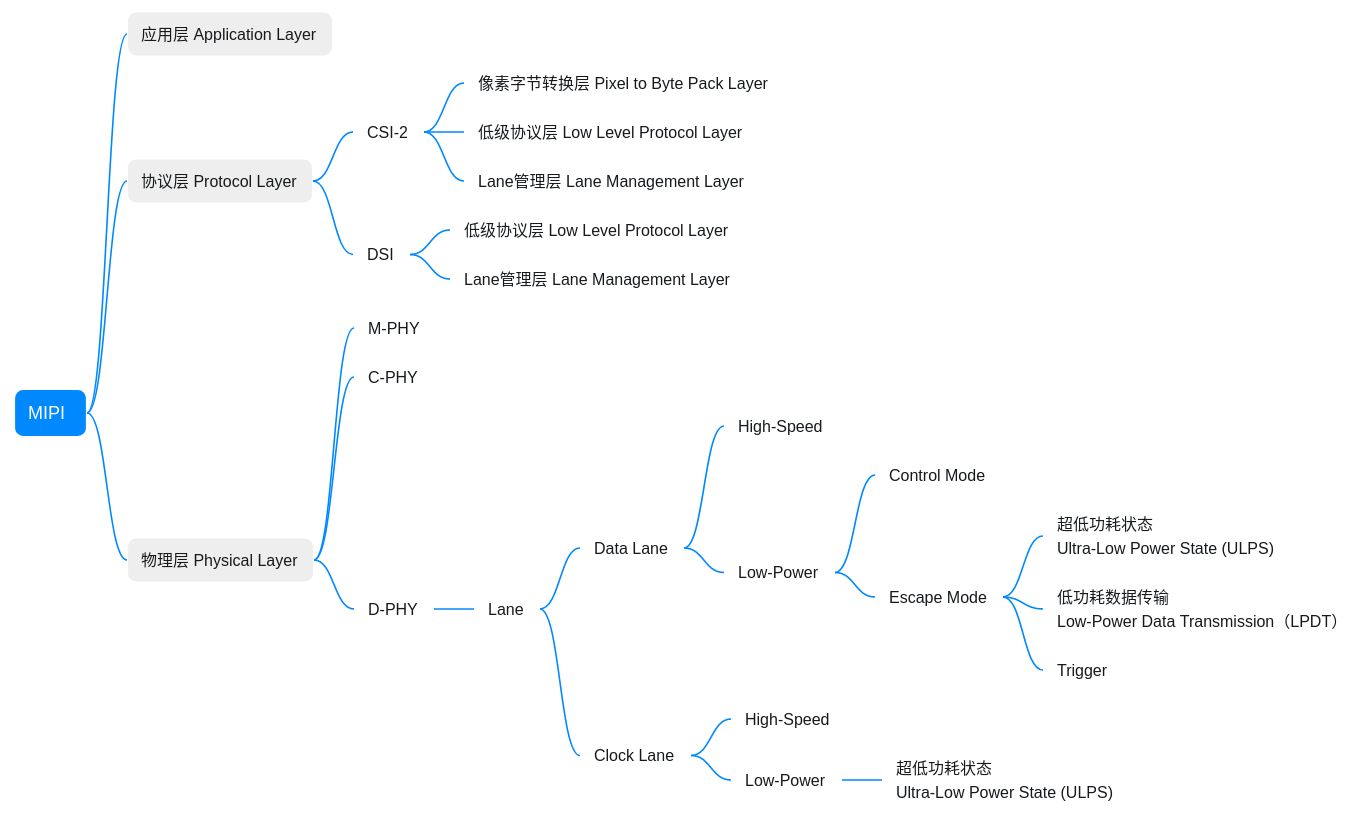 应用层 Application Layer
像素字节转换层 Pixel to Byte Pack Layer
CSI-2
低级协议层 Low Level Protocol Layer
协议层 Protocol Layer
Lane管理层 Lane Management Layer
低级协议层 Low Level Protocol Layer
DSI
Lane管理层 Lane Management Layer
M-PHY
C-PHY
MIPI
High-Speed
Control Mode
超低功耗状态
Ultra-Low Power State (ULPS)
Data Lane
物理层 Physical Layer
Low-Power
Escape Mode
低功耗数据传输
Low-Power Data Transmission（LPDT）
D-PHY
Lane
Trigger
High-Speed
Clock Lane
Low-Power
超低功耗状态
Ultra-Low Power State (ULPS)